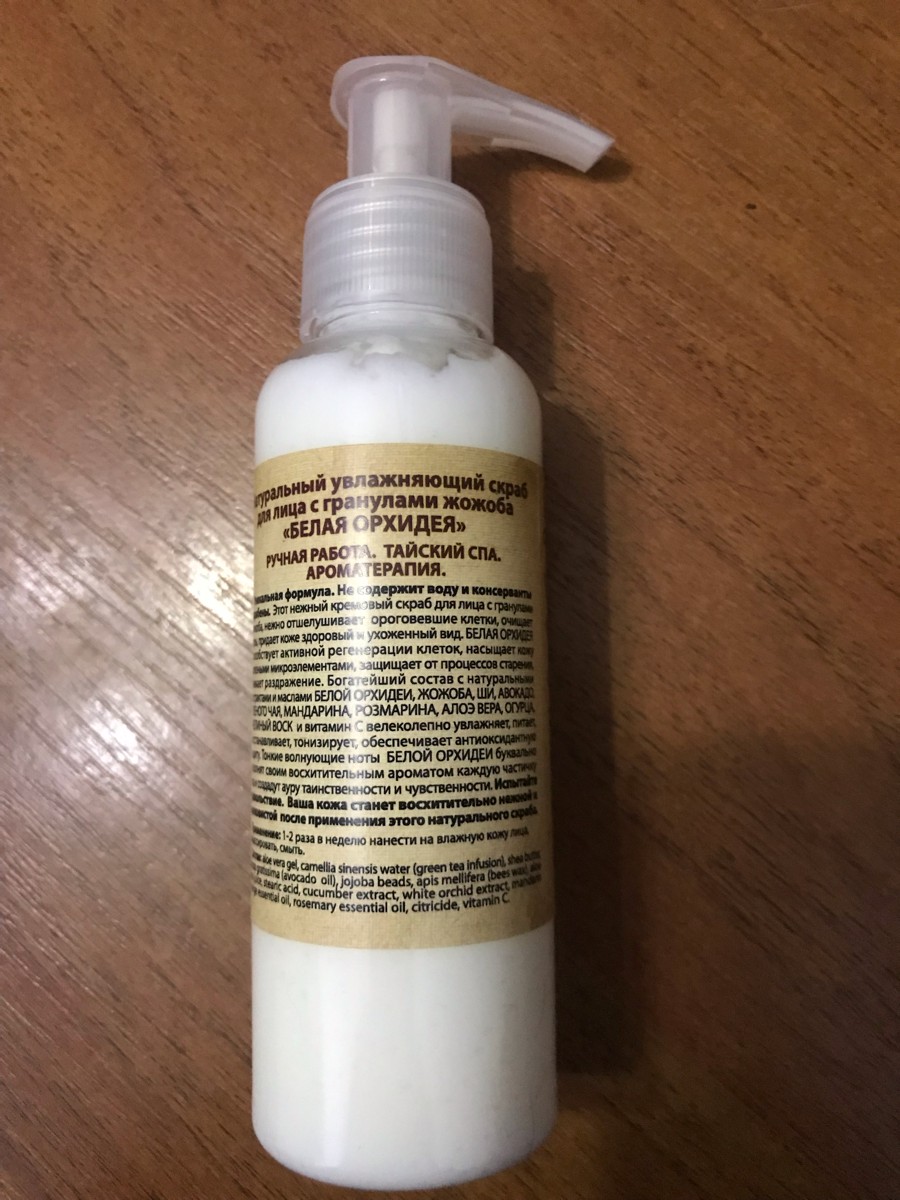 натуральный увлажняющий скраб
для лица с гранулами жожоба
«БЕЛАЯ ОРХИДЕЯ»
РУЧНАЯ РАБОТА. ТАЙСКИЙ СПА.
АРОМАТЕРАПИЯ.
формула. Не содержит воду и консерванты
Этот нежный кремовый скраб для лица с гранулами
нежно отшелушивает ороговевшие клетки, очищает
придает коже здоровый и ухоженный вид. БЕЛАЯ ОРХИДЕЯ
активной регенерации клеток, насыщает кожу
микроэлементами, защищает от процессов старения,
раздражение. Богатейший состав с натуральными
и маслами БЕЛОЙ ОРХИДЕИ, ЖОЖОБА, ШИ, АВОКАДО,
ЧАЯ, МАНДАРИНА, РОЗМАРИНА, АЛОЭ ВЕРА, ОГУРЦА,
ВОСК и витамин С велеколепно увлажняет, питает,
тонизирует, обеспечивает антиоксидантную
Тонкие волнующие ноты БЕЛОЙ ОРХИДЕИ буквально
своим восхитительным ароматом каждую частичку
создадут ауру таинственности и чувственности. Испытайте
Ваша кожа станет восхитительно нежной и
после применения этого натурального скраба.
1-2 раза в неделю нанести на влажную кожу лица,
смыть.
aloe vera gel, camellia sinensis water (green tea infusion), shea butter,
gratissima (avocado oil), jojoba beads, apis mellifera (bees wax),
stearic acid, cucumber extract, white orchid extract,
essential oil, rosemary essential oil, citricide, vitamin C.